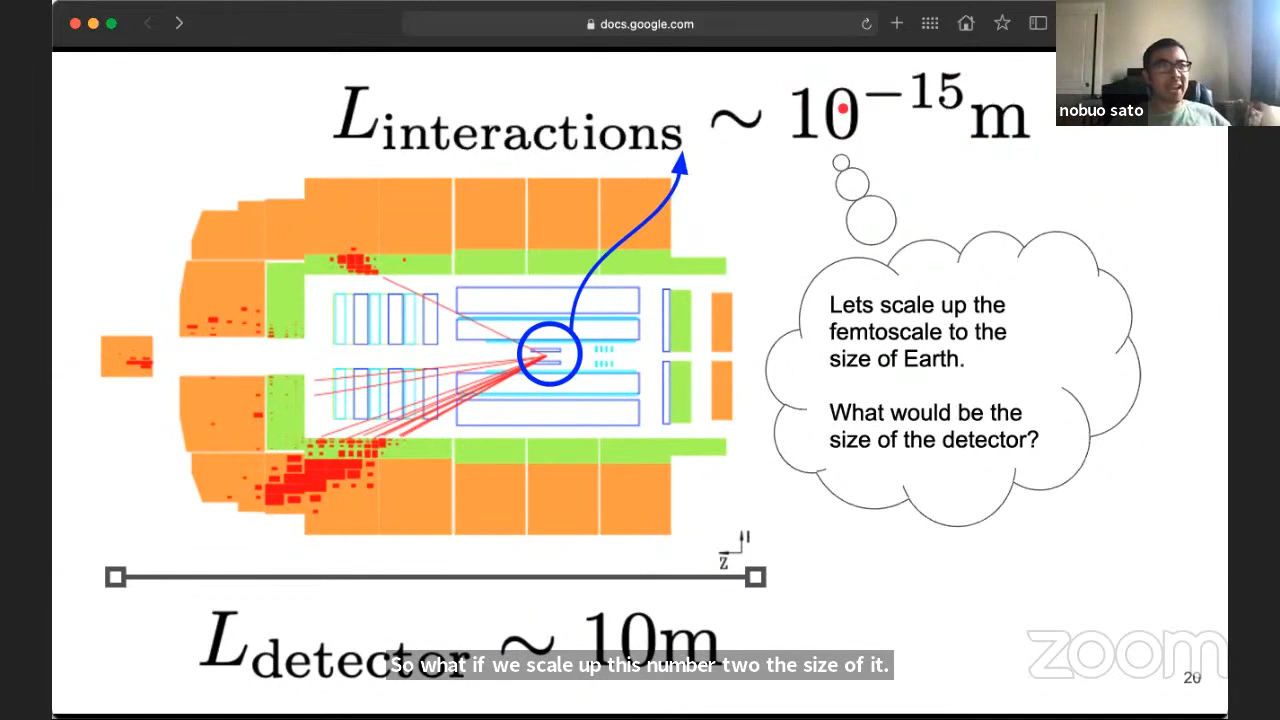 docs.google.com
L_interactions ~ 10^−15 m
nobuo sato
Lets scale up the
femtoscale to the
size of Earth.
What would be the
size of the detector?
z
L_detector ~ 10m
So what if we scale up this number two the size of it.
zoom
20